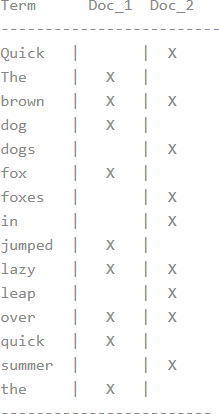 Term      Doc_1  Doc_2
-------------------------
Quick   |       |  X
The     |   X   |
brown   |   X   |  X
dog     |   X   |
dogs    |       |  X
fox     |   X   |
foxes   |       |  X
in      |       |  X
jumped  |   X   |
lazy    |   X   |  X
leap    |       |  X
over    |   X   |  X
quick   |   X   |
summer  |       |  X
the     |   X   |
------------------------